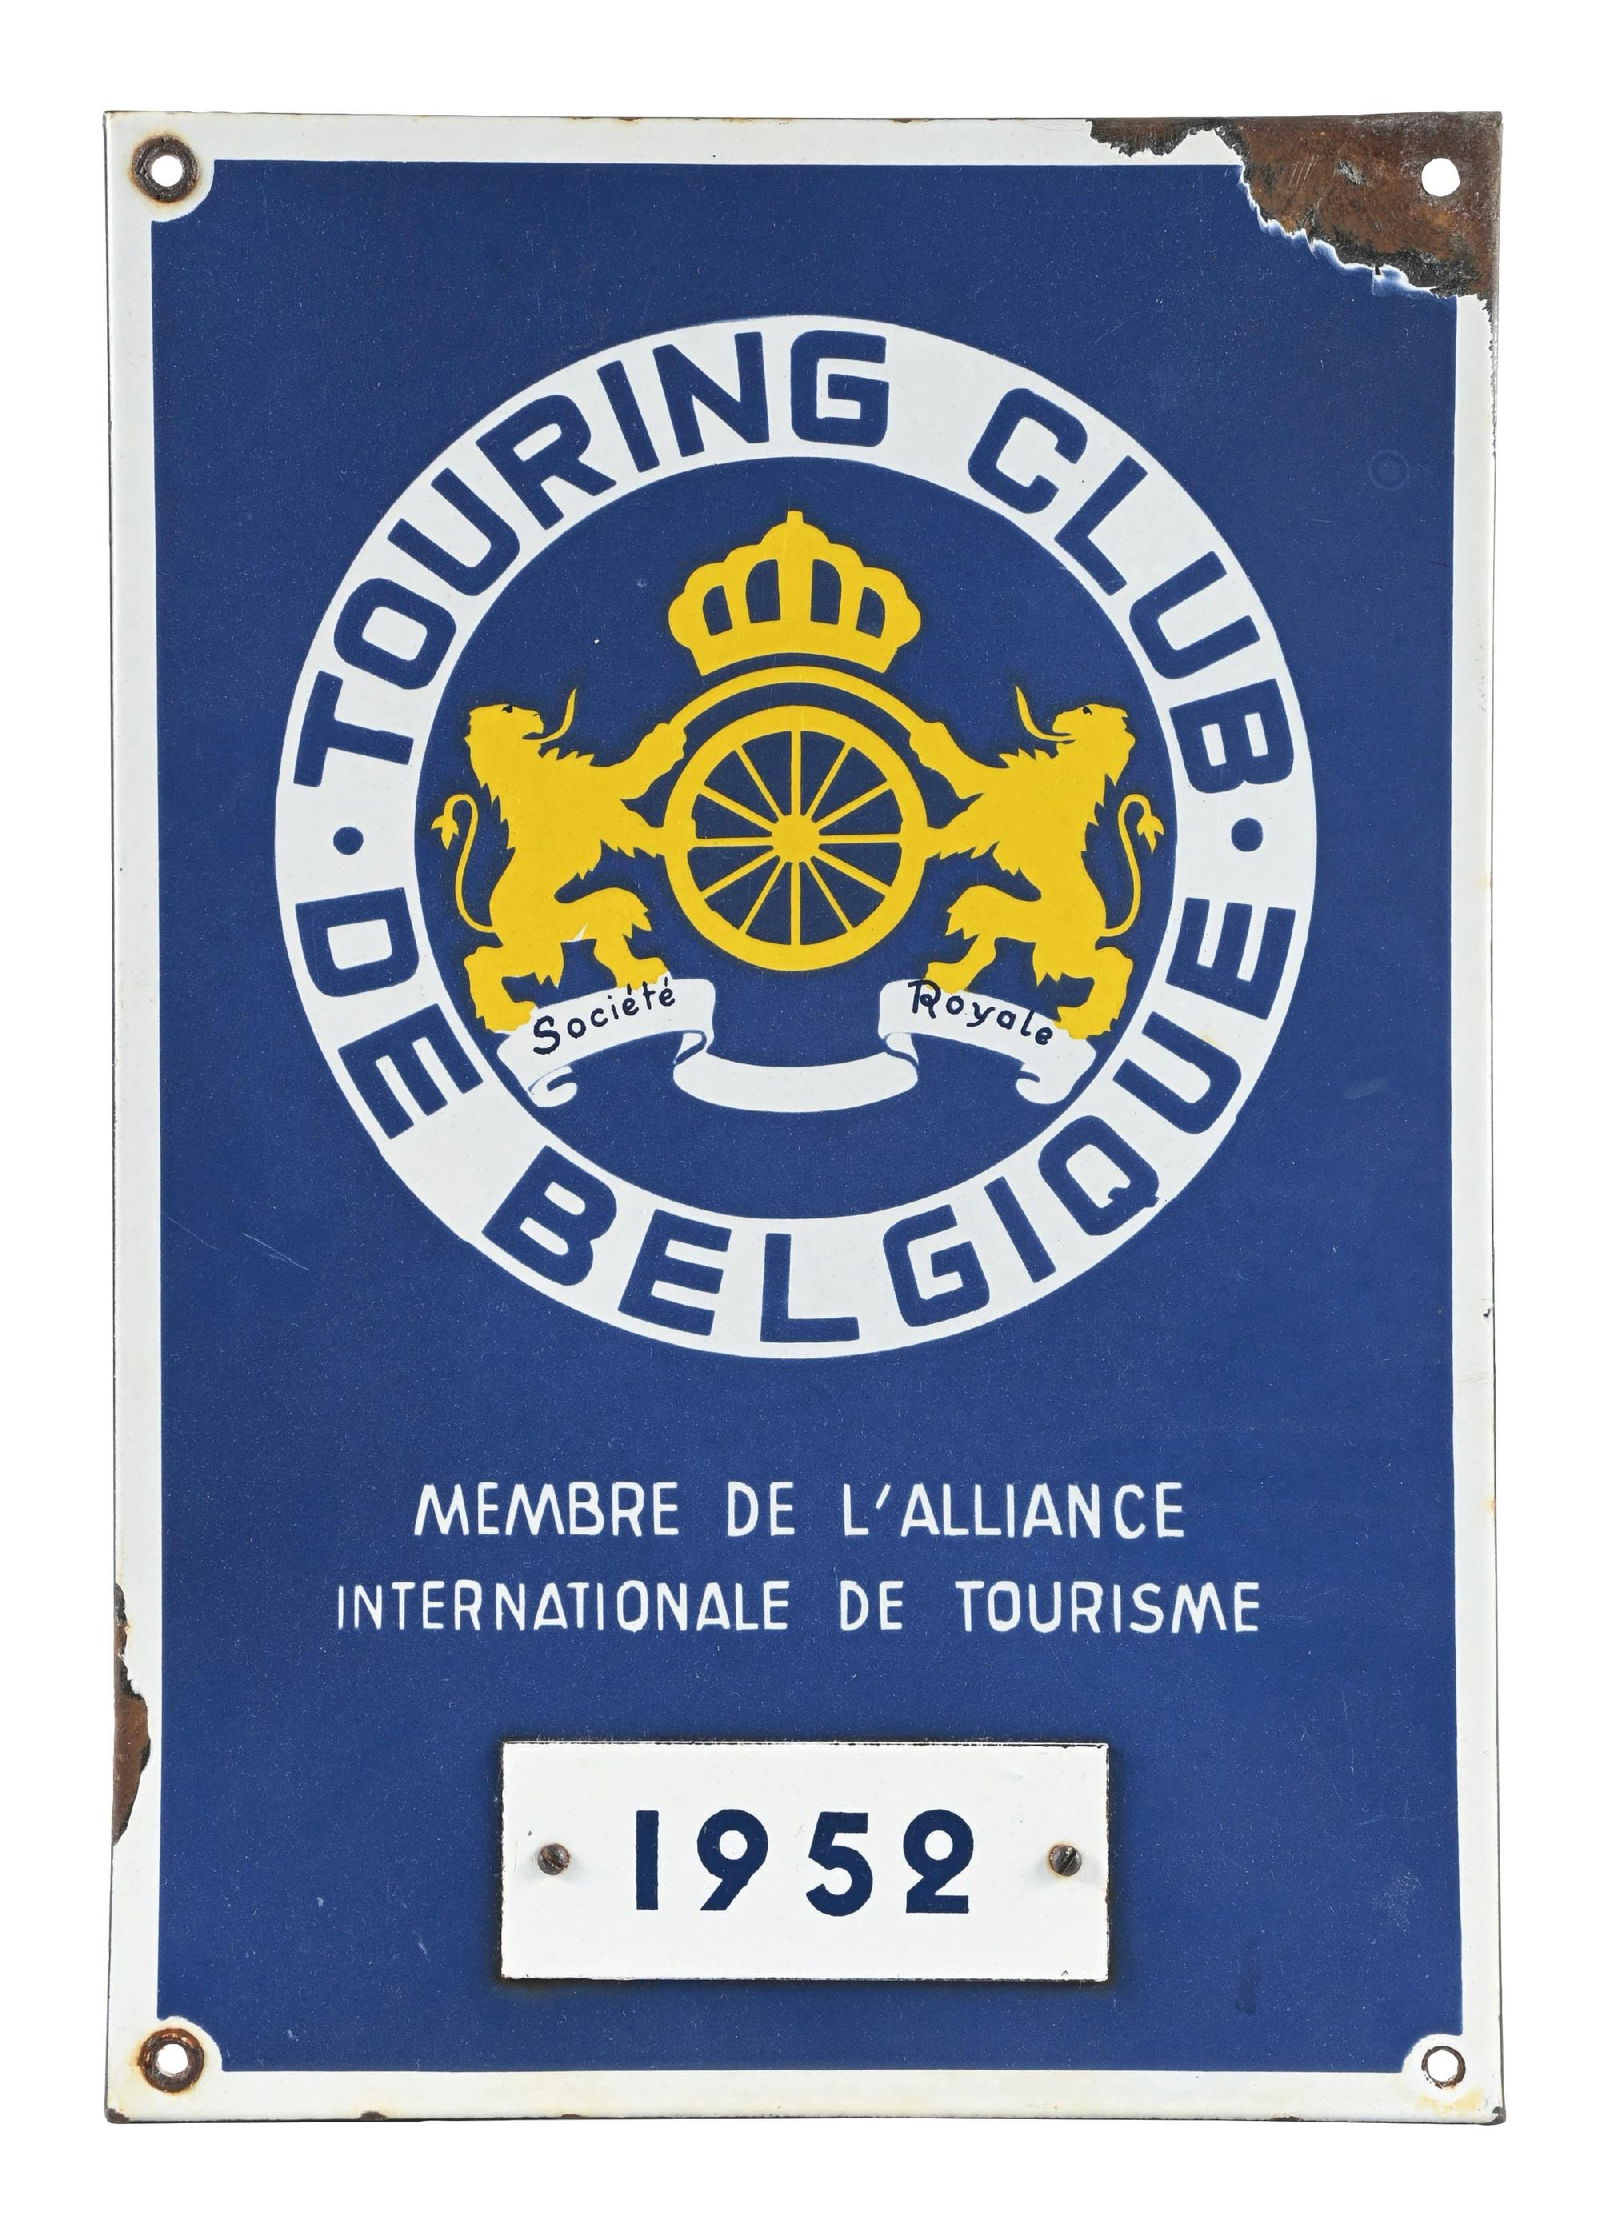 TOURING CLUB
• DE BELGIQUE •
Société Royale
MEMBRE DE L'ALLIANCE
INTERNATIONALE DE TOURISME
1952